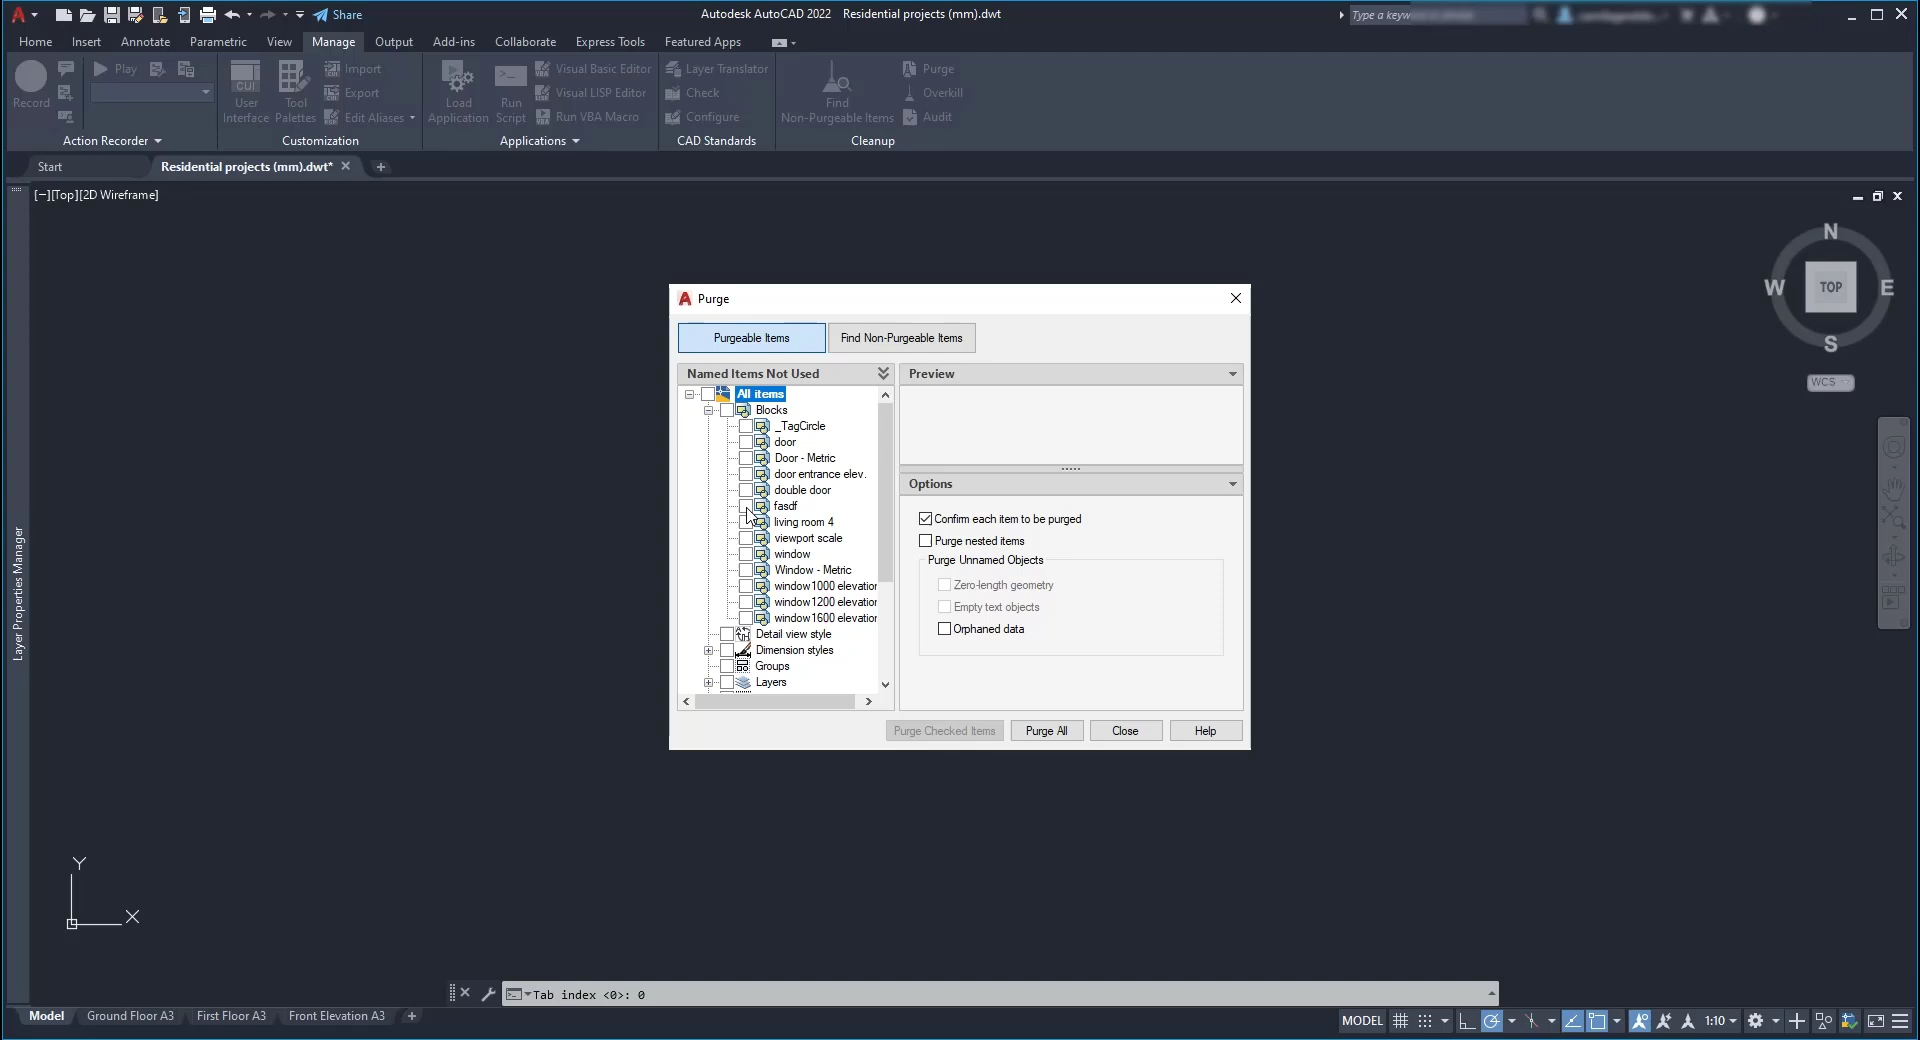 Share
Autodesk AutoCAD 2022 Residential projects (mm).dwt
Type a keyw
Home Insert Annotate Parametric View Manage Output Add-ins Collaborate Express Tools Featured Apps
Record
Play
CUI
User
Interface
Tool
Palettes
Import
Export
Edit Aliases
Load
Application
Run
Script
Visual Basic Editor
Visual LISP Editor
Run VBA Macro
Layer Translator
Check
Configure
Find
Non-Purgeable Items
Purge
Overkill
Audit
Action Recorder
Customization
Applications
CAD Standards
Cleanup
Start
Residential projects (mm).dwt*
[−][Top][2D Wireframe]
Layer Properties Manager
N
W TOP E
S
WCS
Purge
Purgeable Items
Find Non-Purgeable Items
Named Items Not Used
All items
Blocks
_TagCircle
door
Door - Metric
door entrance elev.
double door
fasdf
living room 4
viewport scale
window
Window - Metric
window1000 elevation
window1200 elevation
window1600 elevation
Detail view style
Dimension styles
Groups
Layers
Preview
Options
Confirm each item to be purged
Purge nested items
Purge Unnamed Objects
Zero-length geometry
Empty text objects
Orphaned data
Purge Checked Items
Purge All
Close
Help
Y
X
Tab index <0>: 0
Model Ground Floor A3 First Floor A3 Front Elevation A3
MODEL
1:10